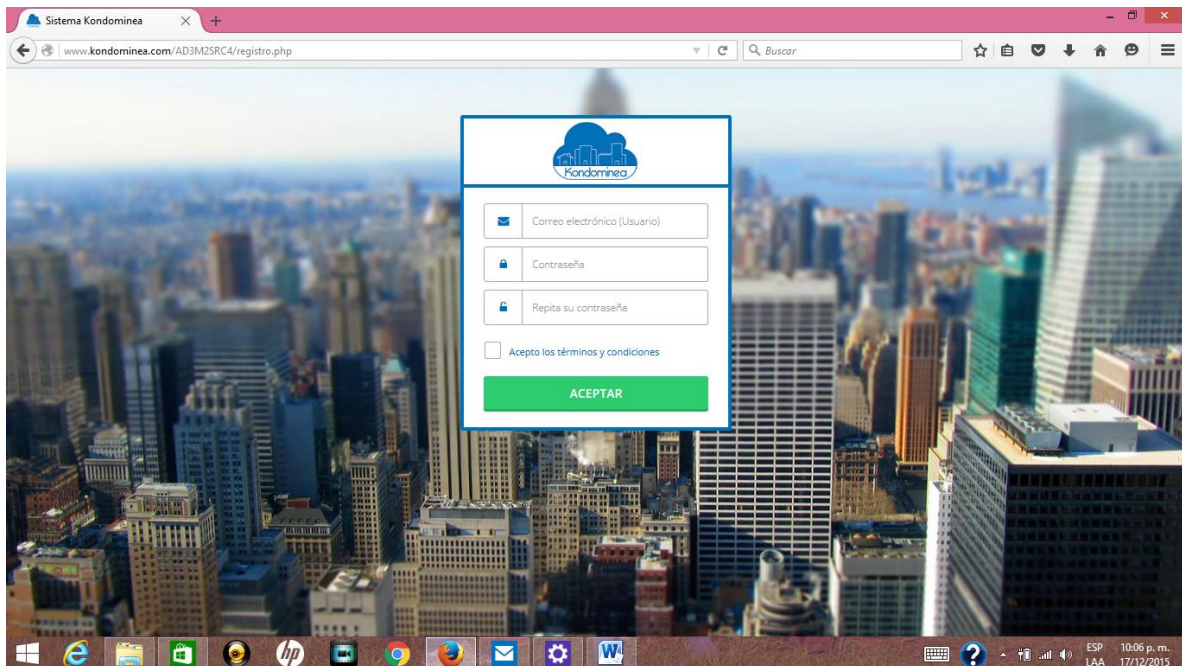 Sistema Kondominea
www.kondominea.com/AD3M2SRC4/registro.php
Buscar
Kondominea
Correo electrónico (Usuario)
Contraseña
Repita su contraseña
Acepto los términos y condiciones
ACEPTAR
hp
W
ESP
LAA
10:06 p. m.
17/12/2015